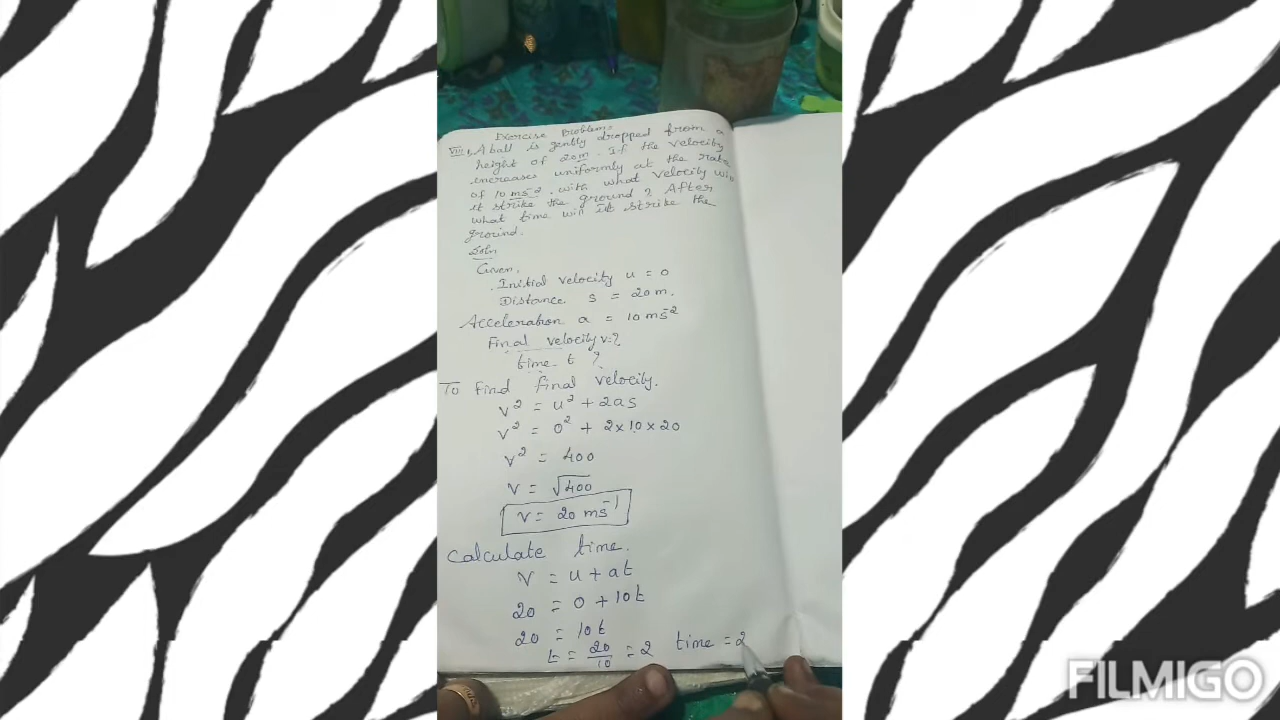 Exercise Problem:
VIII 1, A ball is gently dropped from a
height of 20m. If the velocity
increases uniformly at the rate
of 10 ms⁻². with what velocity will
it strike the ground? After
what time will it strike the
ground.
Soln
Given,
Initial velocity u = 0
Distance s = 20m.
Acceleration a = 10 ms⁻²
Final velocity v=?
time t ?
To Find final velocity.
v² = u² + 2as
v² = 0² + 2×10×20
v² = 400
v = √400
v = 20 ms⁻¹
Calculate time.
v = u + at
20 = 0 + 10t
20 = 10t
t = 20/10 = 2 time = 2
FILMIGO